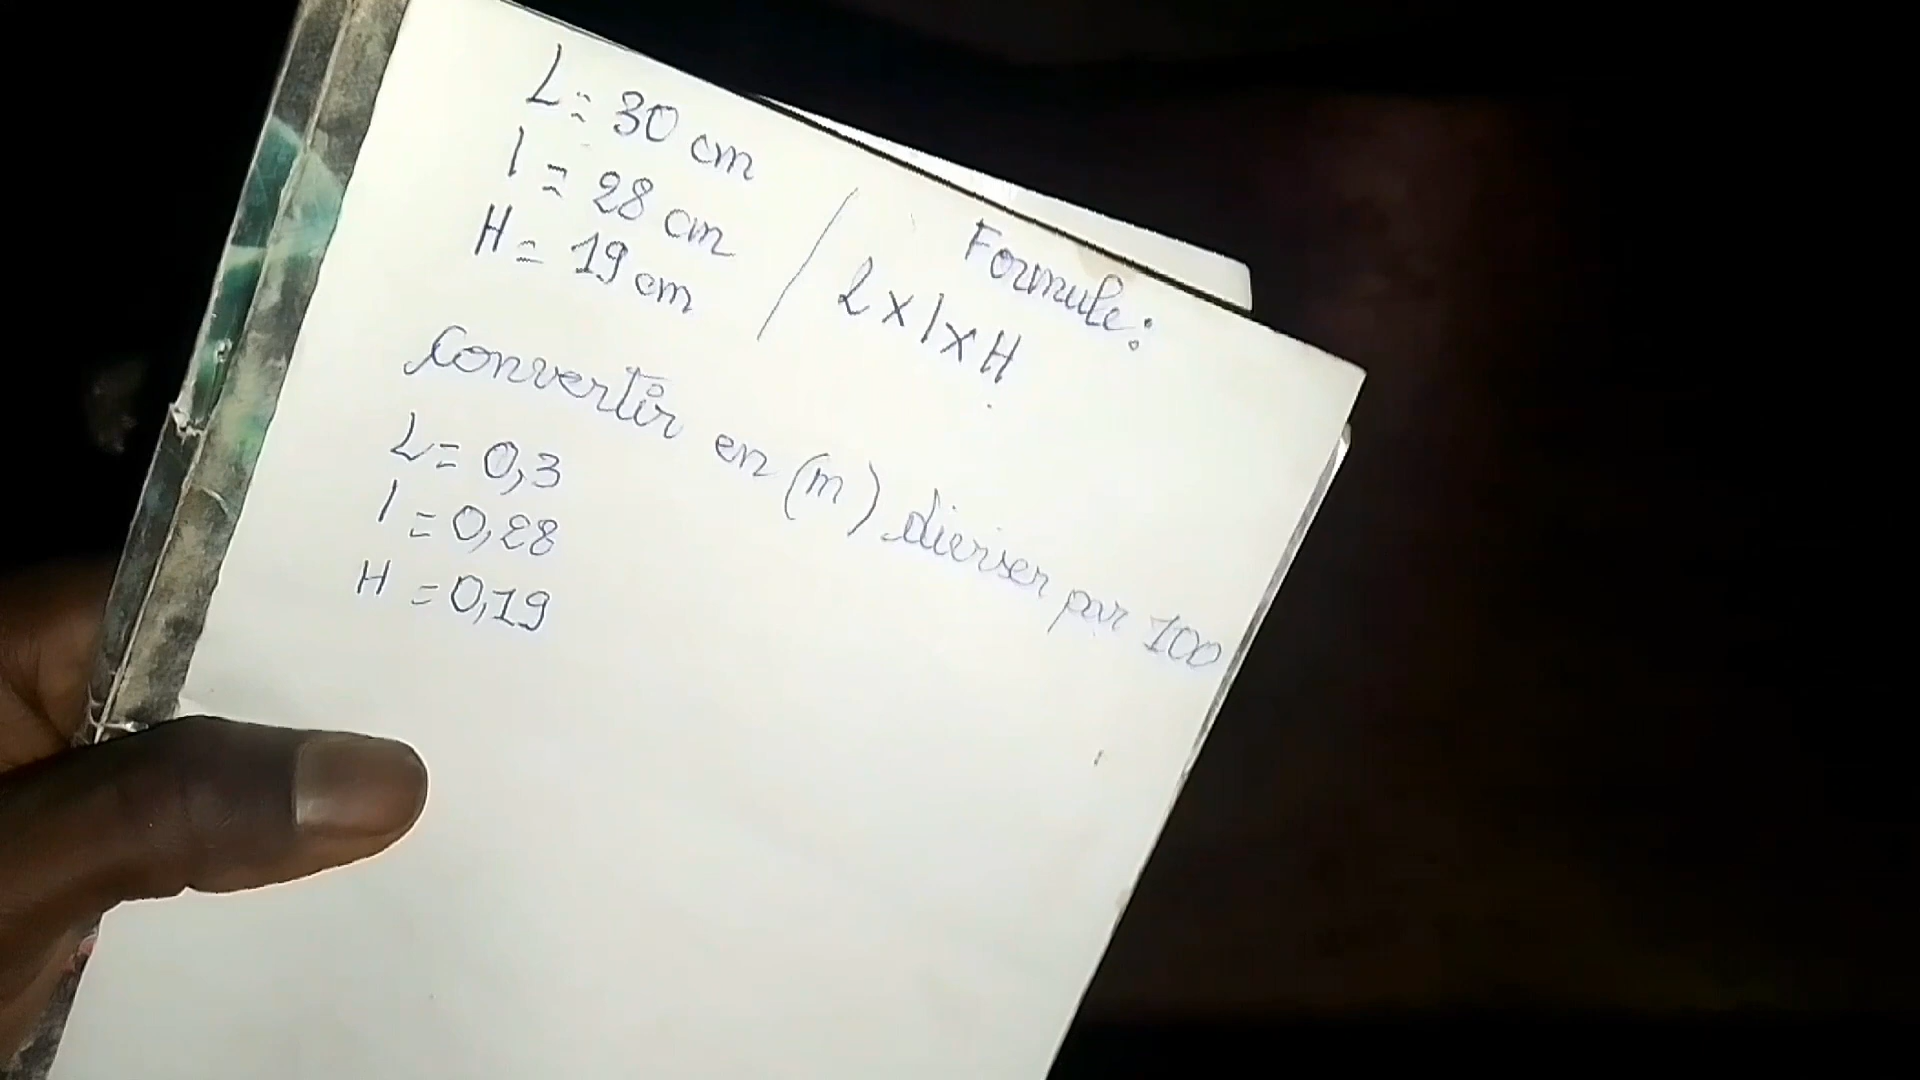 L = 30 cm
l = 28 cm
H = 19 cm
Formule:
L x l x H
Convertir en (m) diviser par 100
L = 0,3
l = 0,28
H = 0,19